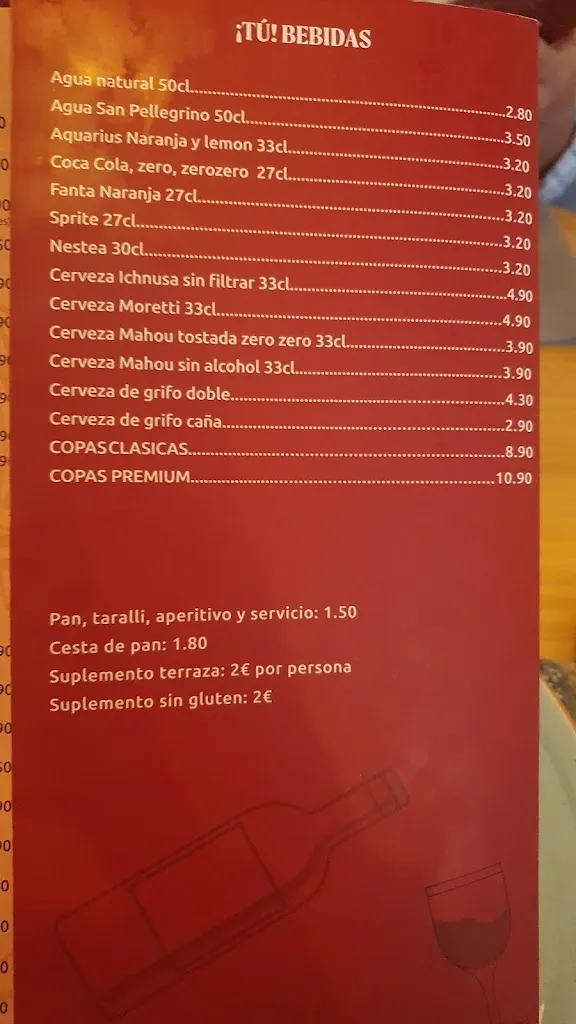 ¡TÚ! BEBIDAS
Agua natural 50cl.....2.80
Agua San Pellegrino 50cl.....3.50
Aquarius Naranja y lemon 33cl.....3.20
Coca Cola, zero, zerozero 27cl.....3.20
Fanta Naranja 27cl.....3.20
Sprite 27cl.....3.20
Nestea 30cl.....3.20
Cerveza Ichnusa sin filtrar 33cl.....4.90
Cerveza Moretti 33cl.....4.90
Cerveza Mahou tostada zero zero 33cl.....3.90
Cerveza Mahou sin alcohol 33cl.....3.90
Cerveza de grifo doble.....4.30
Cerveza de grifo caña.....2.90
COPAS CLASICAS.....8.90
COPAS PREMIUM.....10.90
Pan, taralli, aperitivo y servicio: 1.50
Cesta de pan: 1.80
Suplemento terraza: 2€ por persona
Suplemento sin gluten: 2€